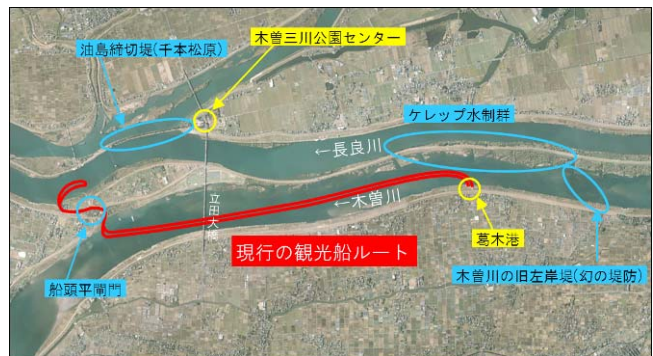 木曽三川公園センター
油島締切堤(千本松原)
ケレップ水制群
←長良川
←木曽川
立田大橋
葛木港
現行の観光船ルート
船頭平閘門
木曽川の旧左岸堤(幻の堤防)